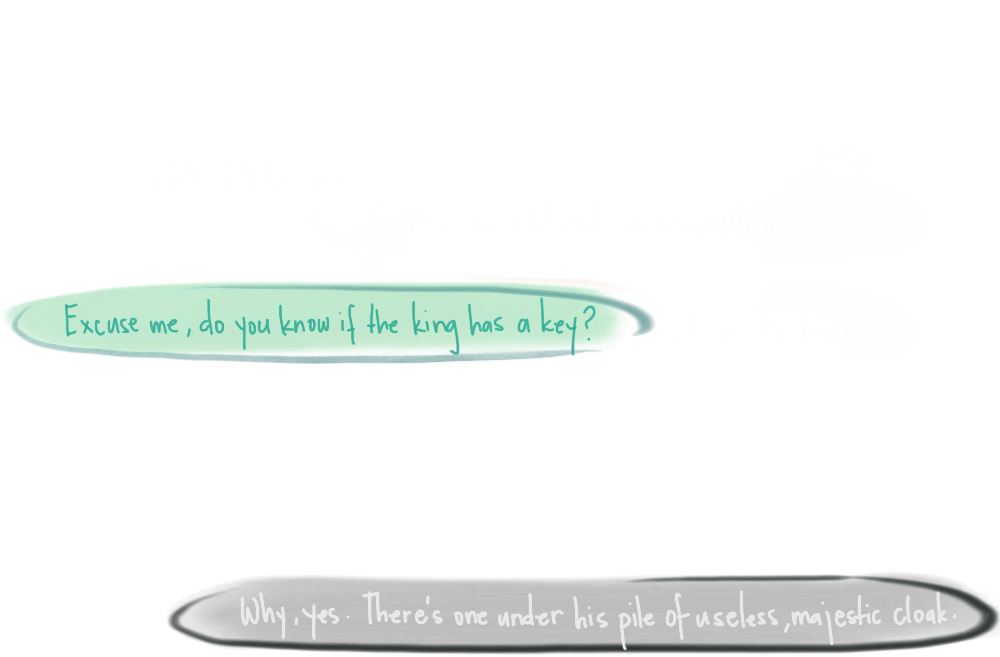 Excuse me, do you know if the king has a key?
Why, yes. There's one under his pile of useless, majestic cloak.